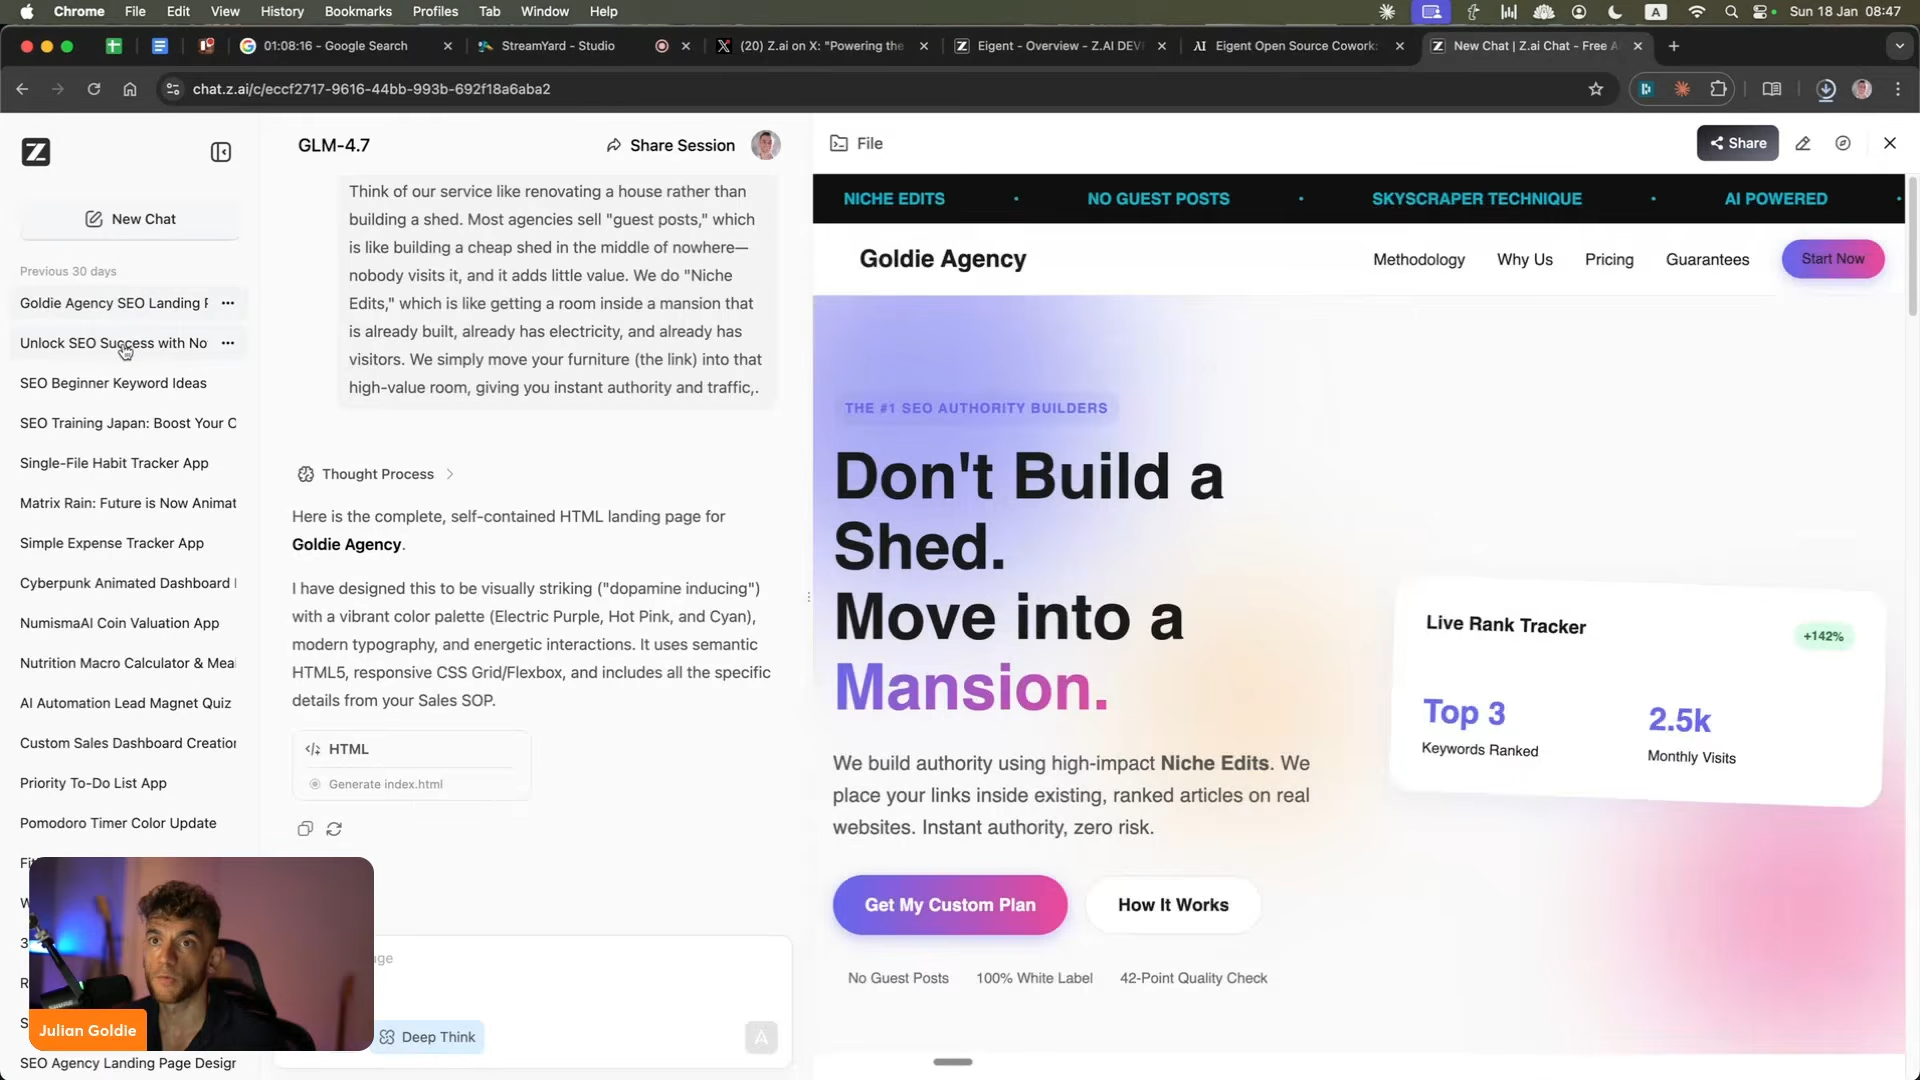 Chrome File Edit View History Bookmarks Profiles Tab Window Help
A
Sun 18 Jan 08:47
01:08:16 - Google Search
StreamYard - Studio
(20) Z.ai on X: "Powering the
Eigent - Overview - Z.AI DEV
Eigent Open Source Cowork
New Chat | Z.ai Chat - Free A
chat.z.ai/c/eccf2717-9616-44bb-993b-692f18a6aba2
New Chat
Previous 30 days
Goldie Agency SEO Landing P
Unlock SEO Success with No
SEO Beginner Keyword Ideas
SEO Training Japan: Boost Your C
Single-File Habit Tracker App
Matrix Rain: Future is Now Animat
Simple Expense Tracker App
Cyberpunk Animated Dashboard
NumismaAI Coin Valuation App
Nutrition Macro Calculator & Mea
AI Automation Lead Magnet Quiz
Custom Sales Dashboard Creation
Priority To-Do List App
Pomodoro Timer Color Update
SEO Agency Landing Page Design
Julian Goldie
GLM-4.7
Share Session
Think of our service like renovating a house rather than
building a shed. Most agencies sell "guest posts," which
is like building a cheap shed in the middle of nowhere—
nobody visits it, and it adds little value. We do "Niche
Edits," which is like getting a room inside a mansion that
is already built, already has electricity, and already has
visitors. We simply move your furniture (the link) into that
high-value room, giving you instant authority and traffic,.
Thought Process
Here is the complete, self-contained HTML landing page for
Goldie Agency.
I have designed this to be visually striking ("dopamine inducing")
with a vibrant color palette (Electric Purple, Hot Pink, and Cyan),
modern typography, and energetic interactions. It uses semantic
HTML5, responsive CSS Grid/Flexbox, and includes all the specific
details from your Sales SOP.
HTML
Generate index.html
Deep Think
File
Share
NICHE EDITS • NO GUEST POSTS • SKYSCRAPER TECHNIQUE • AI POWERED •
Goldie Agency
Methodology Why Us Pricing Guarantees Start Now
THE #1 SEO AUTHORITY BUILDERS
Don't Build a
Shed.
Move into a
Mansion.
We build authority using high-impact Niche Edits. We
place your links inside existing, ranked articles on real
websites. Instant authority, zero risk.
Get My Custom Plan
How It Works
No Guest Posts 100% White Label 42-Point Quality Check
Live Rank Tracker
+142%
Top 3
Keywords Ranked
2.5k
Monthly Visits